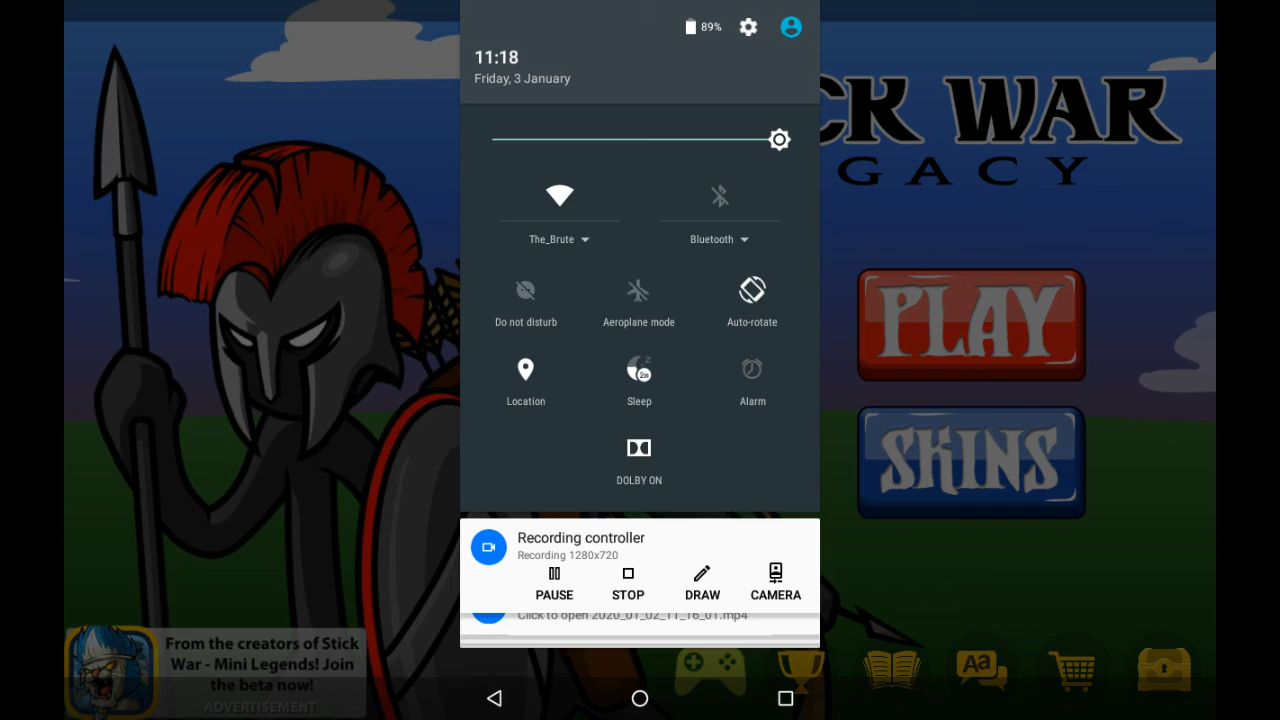 89%
11:18
Friday, 3 January
CK WAR
GACY
The_Brute
Bluetooth
Do not disturb
Aeroplane mode
Auto-rotate
Z
2m
Location
Sleep
Alarm
DOLBY ON
PLAY
SKINS
Recording controller
Recording 1280x720
PAUSE
STOP
DRAW
CAMERA
Click to open 2020_01_02_11_16_01.mp4
From the creators of Stick
War - Mini Legends! Join
the beta now!
ADVERTISEMENT
Aa